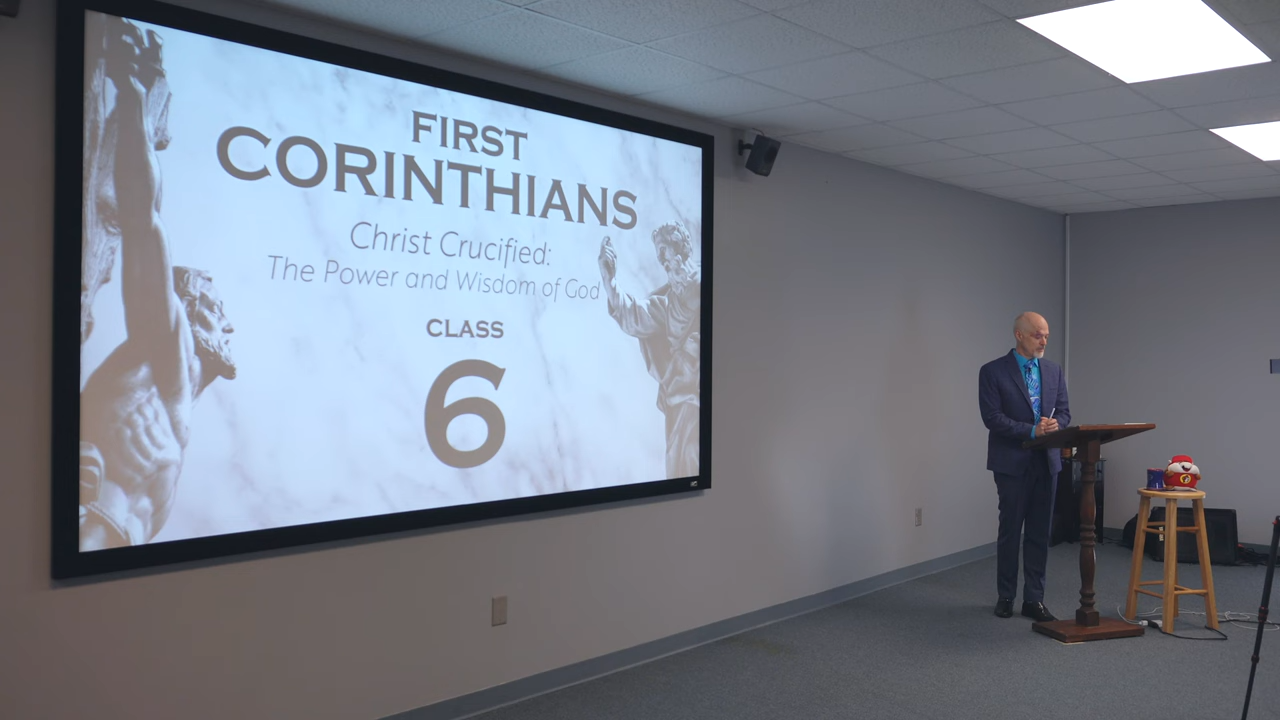 FIRST
CORINTHIANS
Christ Crucified:
The Power and Wisdom of God
CLASS
6